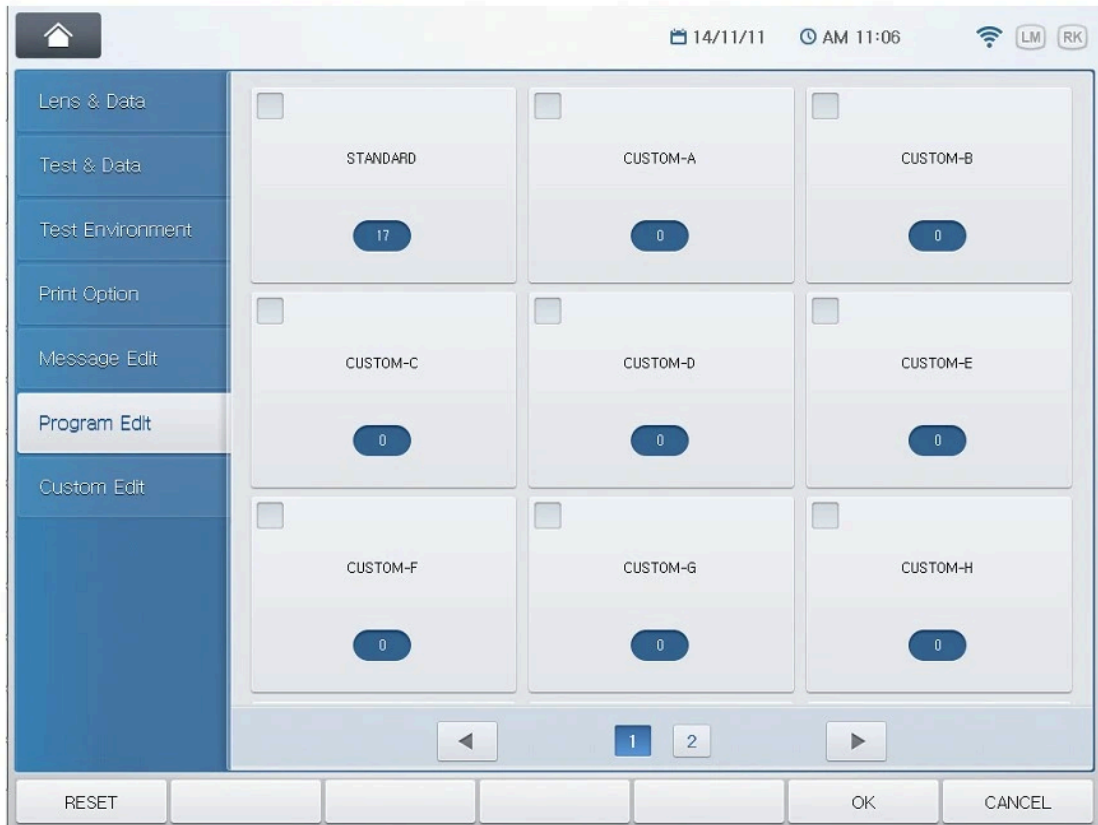 14/11/11 AM 11:06 LM RK
Lens & Data
Test & Data
Test Environment
Print Option
Message Edit
Program Edit
Custom Edit
STANDARD CUSTOM-A CUSTOM-B
17 0 0
CUSTOM-C CUSTOM-D CUSTOM-E
0 0 0
CUSTOM-F CUSTOM-G CUSTOM-H
0 0 0
1 2
RESET OK CANCEL